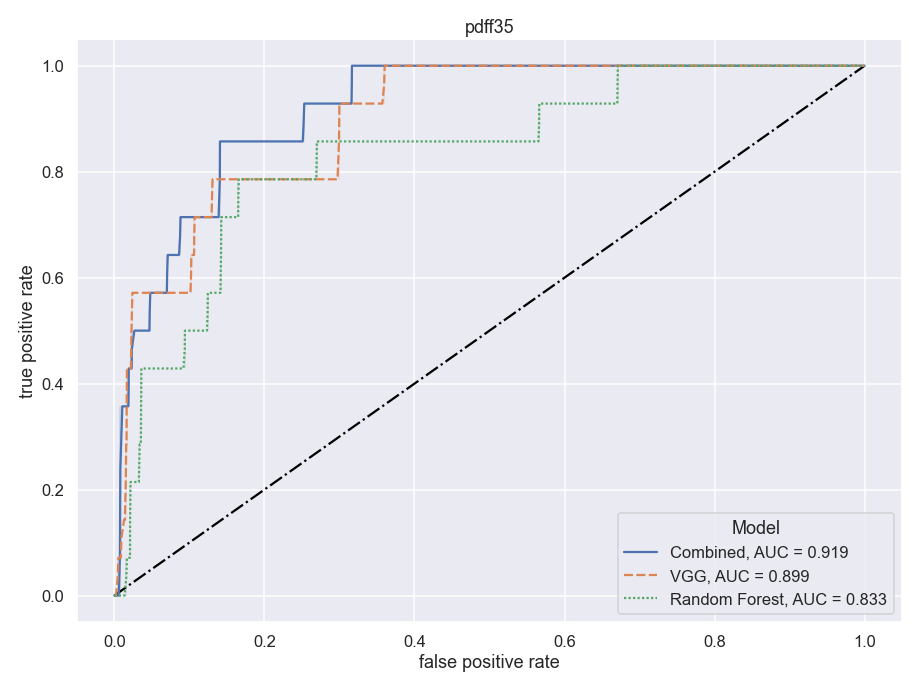 pdff35
true positive rate
1.0
0.8
0.6
0.4
0.2
0.0
0.0
0.2
0.4
0.6
0.8
1.0
false positive rate
Model
Combined, AUC = 0.919
VGG, AUC = 0.899
Random Forest, AUC = 0.833